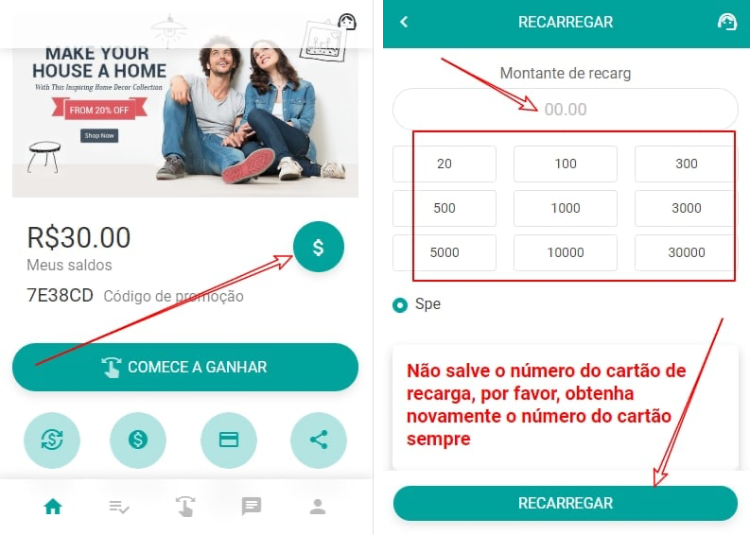 MAKE YOUR
HOUSE A HOME
With This Inspiring Home Decor Collection
FROM 20% OFF
Shop Now
R$30.00
Meus saldos
7E38CD Código de promoção
COMECE A GANHAR
RECARREGAR
Montante de recarg
00.00
20 100 300
500 1000 3000
5000 10000 30000
Spe
Não salve o número do cartão de
recarga, por favor, obtenha
novamente o número do cartão
sempre
RECARREGAR